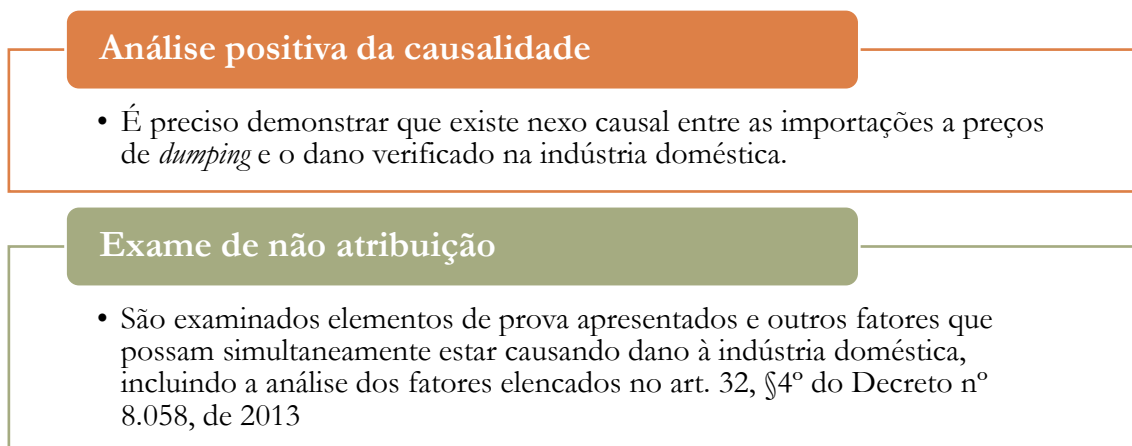 Análise positiva da causalidade
• É preciso demonstrar que existe nexo causal entre as importações a preços
de dumping e o dano verificado na indústria doméstica.
Exame de não atribuição
• São examinados elementos de prova apresentados e outros fatores que
possam simultaneamente estar causando dano à indústria doméstica,
incluindo a análise dos fatores elencados no art. 32, §4º do Decreto nº
8.058, de 2013